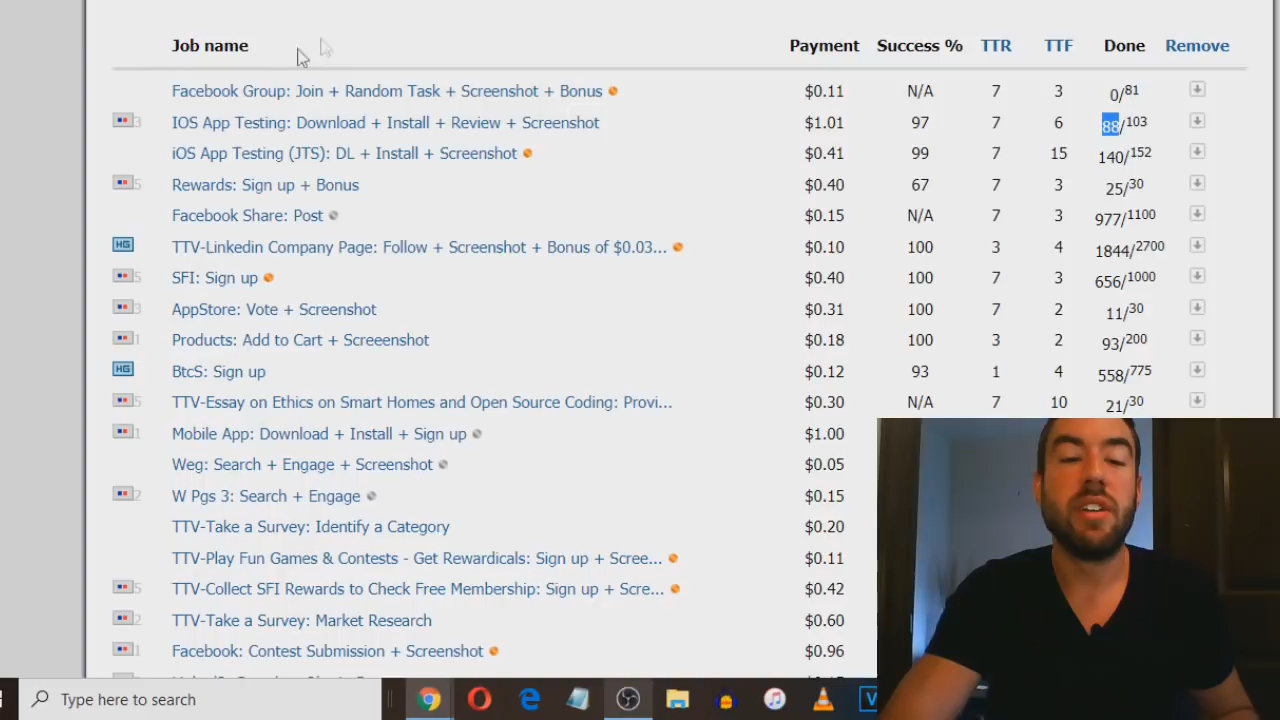 Job name Payment Success % TTR TTF Done Remove
Facebook Group: Join + Random Task + Screenshot + Bonus $0.11 N/A 7 3 0/81
3 IOS App Testing: Download + Install + Review + Screenshot $1.01 97 7 6 88/103
iOS App Testing (JTS): DL + Install + Screenshot $0.41 99 7 15 140/152
5 Rewards: Sign up + Bonus $0.40 67 7 3 25/30
Facebook Share: Post $0.15 N/A 7 3 977/1100
HG TTV-Linkedin Company Page: Follow + Screenshot + Bonus of $0.03... $0.10 100 3 4 1844/2700
5 SFI: Sign up $0.40 100 7 3 656/1000
3 AppStore: Vote + Screenshot $0.31 100 7 2 11/30
1 Products: Add to Cart + Screeenshot $0.18 100 3 2 93/200
HG BtcS: Sign up $0.12 93 1 4 558/775
5 TTV-Essay on Ethics on Smart Homes and Open Source Coding: Provi... $0.30 N/A 7 10 21/30
1 Mobile App: Download + Install + Sign up $1.00
Weg: Search + Engage + Screenshot $0.05
2 W Pgs 3: Search + Engage $0.15
TTV-Take a Survey: Identify a Category $0.20
TTV-Play Fun Games & Contests - Get Rewardicals: Sign up + Scree... $0.11
5 TTV-Collect SFI Rewards to Check Free Membership: Sign up + Scre... $0.42
2 TTV-Take a Survey: Market Research $0.60
1 Facebook: Contest Submission + Screenshot $0.96
Type here to search